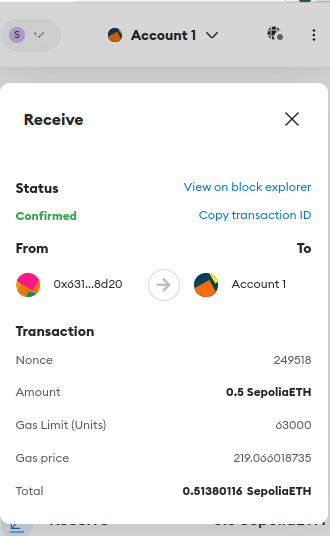 S
Account 1
Receive
Status
View on block explorer
Confirmed
Copy transaction ID
From
To
0x631...8d20
Account 1
Transaction
Nonce
249518
Amount
0.5 SepoliaETH
Gas Limit (Units)
63000
Gas price
219.066018735
Total
0.51380116 SepoliaETH